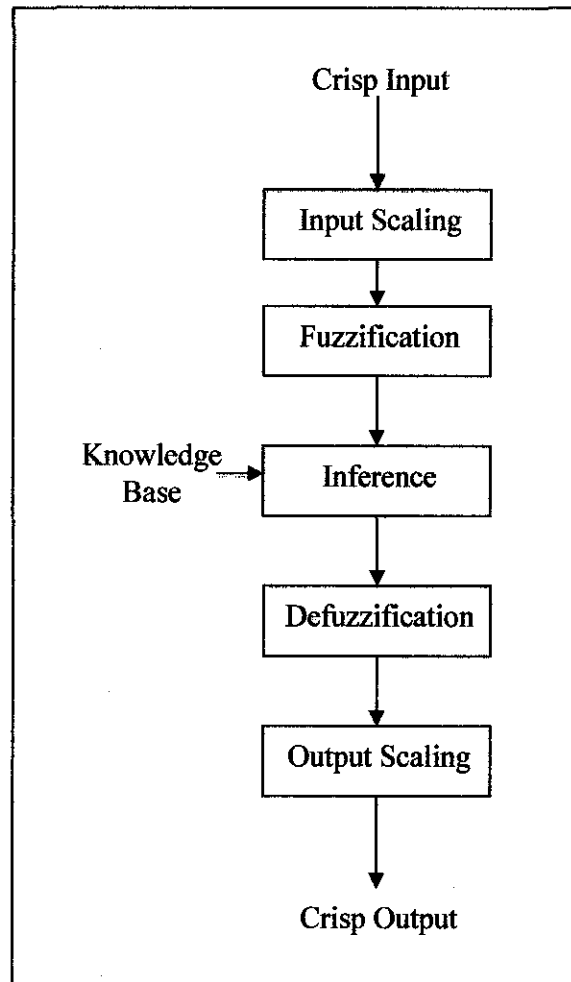 Crisp Input
Input Scaling
Fuzzification
Knowledge
Base
Inference
Defuzzification
Output Scaling
Crisp Output